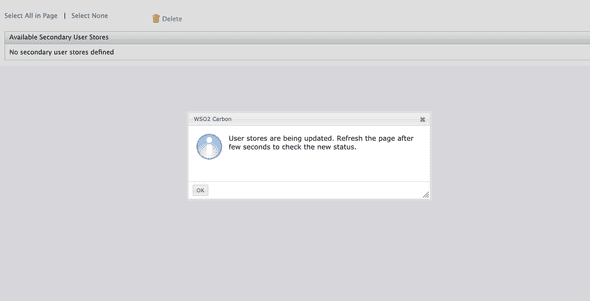 Select All in Page | Select None Delete
Available Secondary User Stores
No secondary user stores defined
WSO2 Carbon
User stores are being updated. Refresh the page after
few seconds to check the new status.
OK